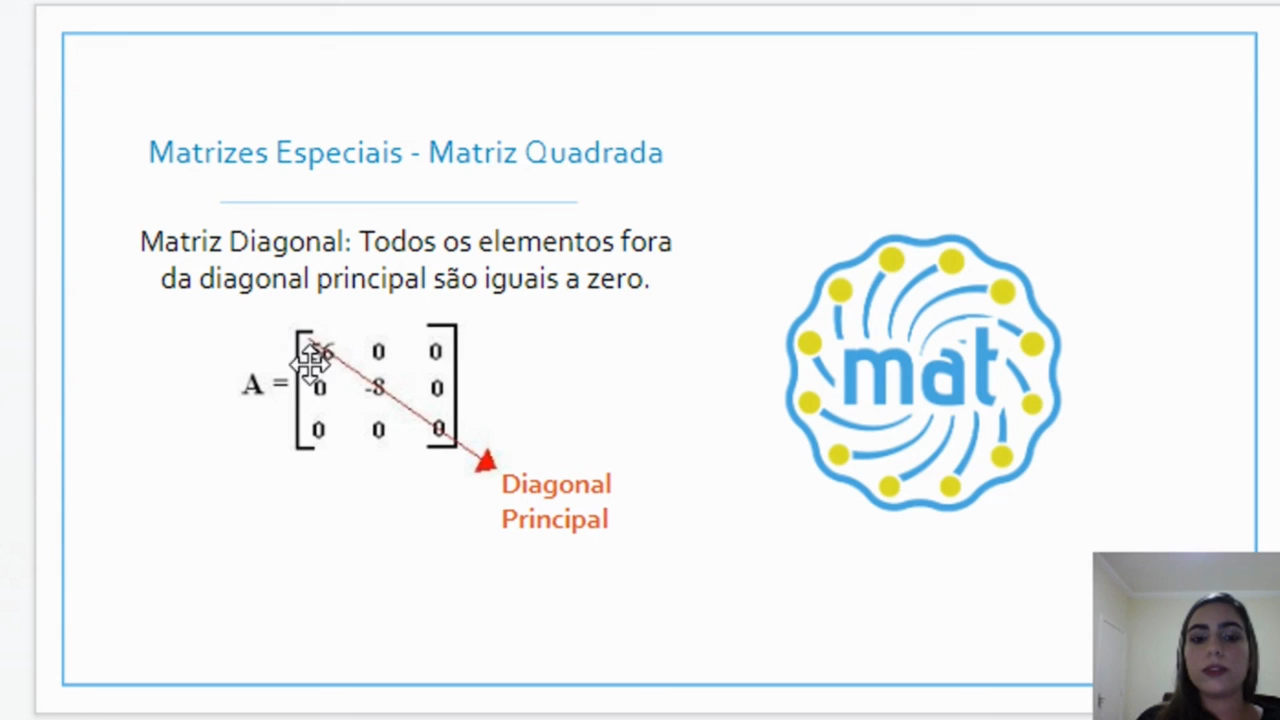 Matrizes Especiais - Matriz Quadrada
Matriz Diagonal: Todos os elementos fora
da diagonal principal são iguais a zero.
0 0
A = 0 -8 0
0 0 0
Diagonal
Principal
mat